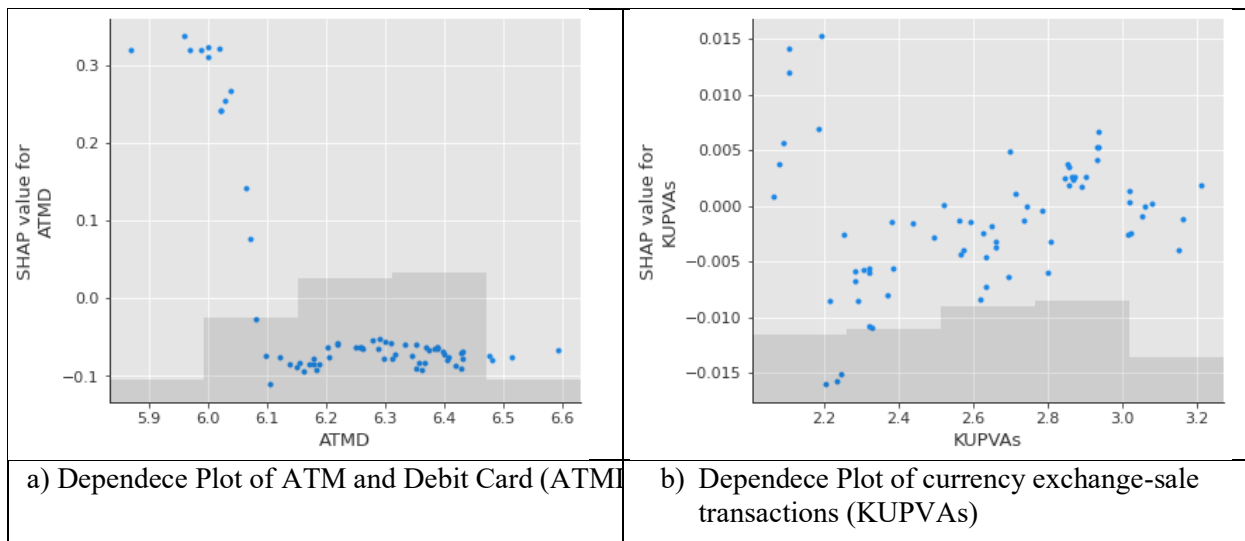 0.3
0.2
0.1
0.0
−0.1
SHAP value for
ATMD
5.9 6.0 6.1 6.2 6.3 6.4 6.5 6.6
ATMD
0.015
0.010
0.005
0.000
−0.005
−0.010
−0.015
SHAP value for
KUPVAs
2.2 2.4 2.6 2.8 3.0 3.2
KUPVAs
a) Dependece Plot of ATM and Debit Card (ATMD
b) Dependece Plot of currency exchange-sale
transactions (KUPVAs)